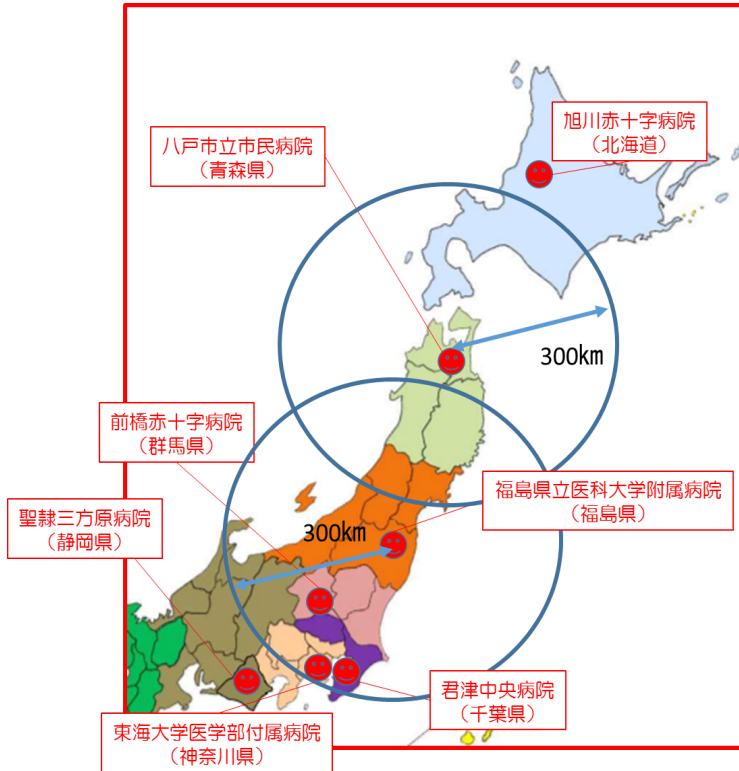 旭川赤十字病院
（北海道）
八戸市立市民病院
（青森県）
300km
前橋赤十字病院
（群馬県）
福島県立医科大学附属病院
（福島県）
聖隷三方原病院
（静岡県）
300km
君津中央病院
（千葉県）
東海大学医学部付属病院
（神奈川県）